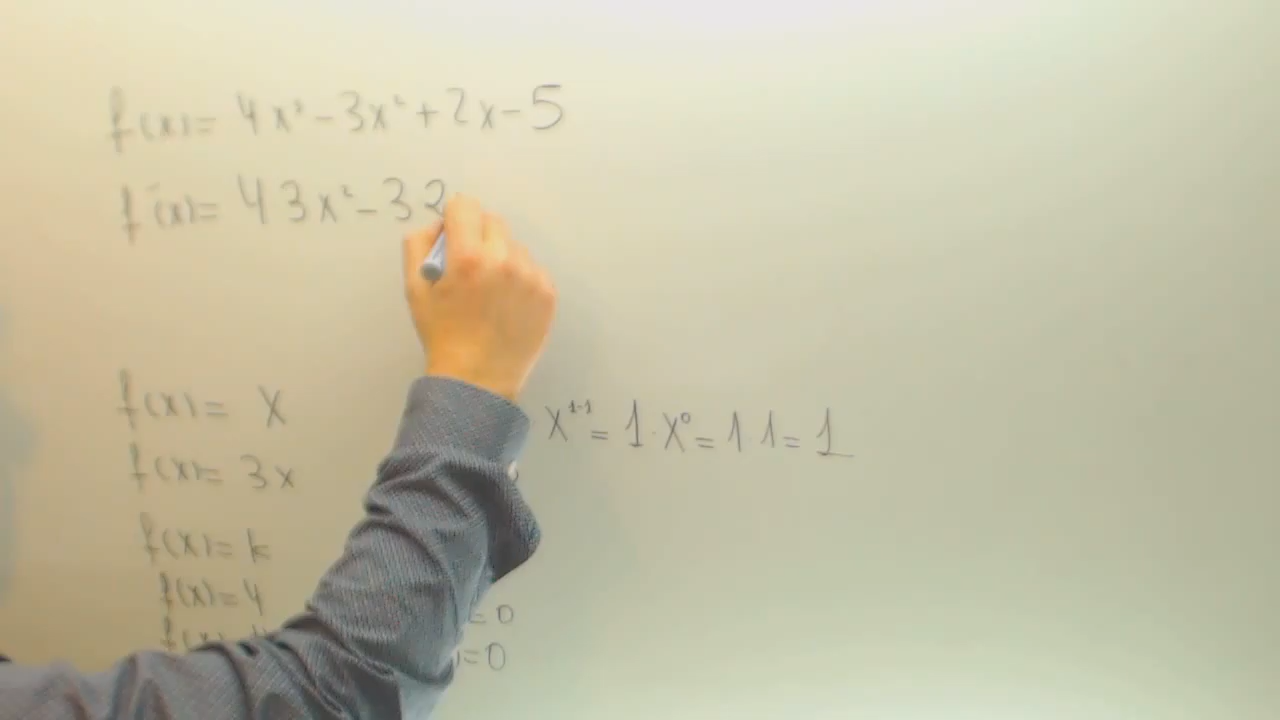 f(x)= 4x³-3x²+2x-5
f'(x)= 4 3x²-3 2
f(x)= x
x¹⁻¹= 1·x⁰= 1 1= 1
f(x)= 3x
f(x)= k
f(x)=4
=0
f(x)
=0